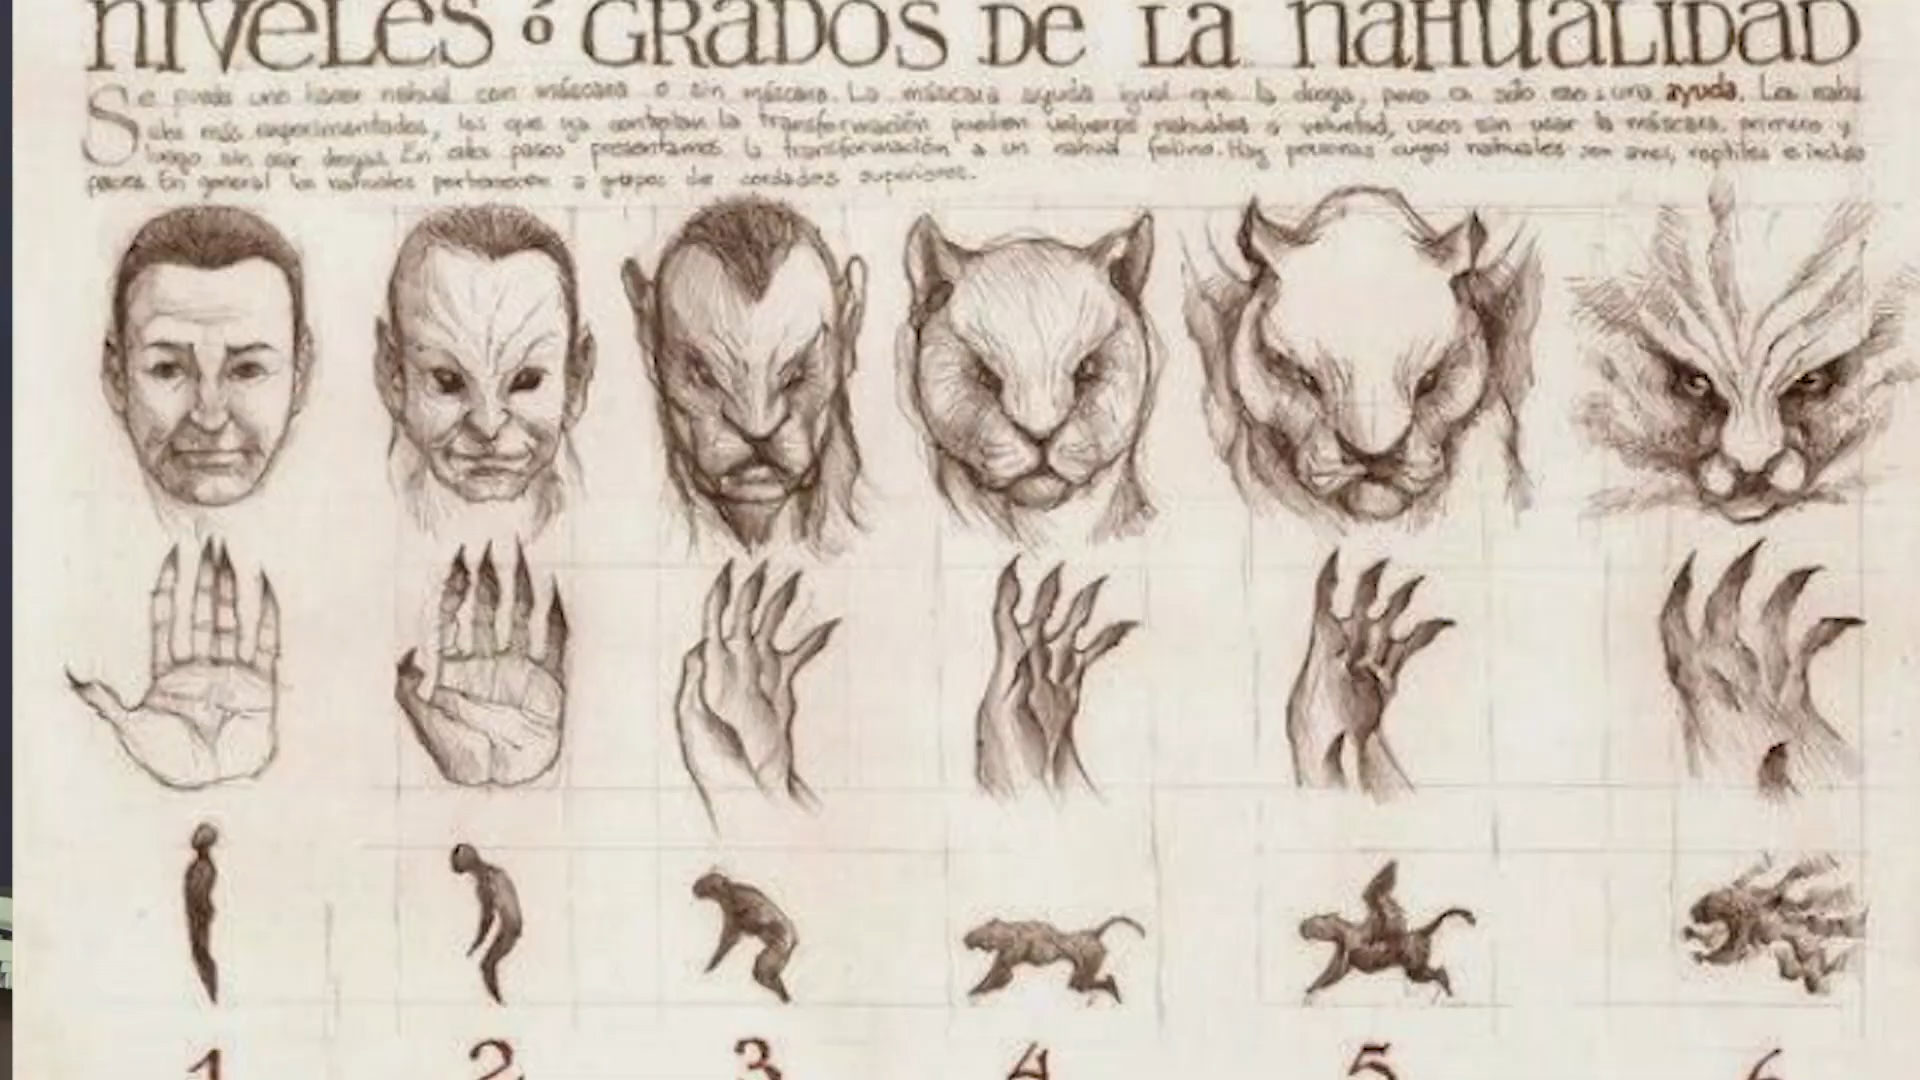 NIVELES ó GRADOS DE LA NAHUALIDAD
Se puede uno hacer nahual con máscara o sin máscara. La máscara ayuda igual que la droga, pero es sólo eso: una ayuda. Los nahu
ales más experimentados, los que ya controlan la transformación pueden volverse nahuales a voluntad, unos sin usar la máscara, primero y
luego sin usar drogas. En estos pasos presentamos la transformación a un nahual felino. Hay personas cuyos nahuales son aves, reptiles e incluso
peces. En general los nahuales pertenecen a grupos de cordados superiores.
1 2 3 4 5 6